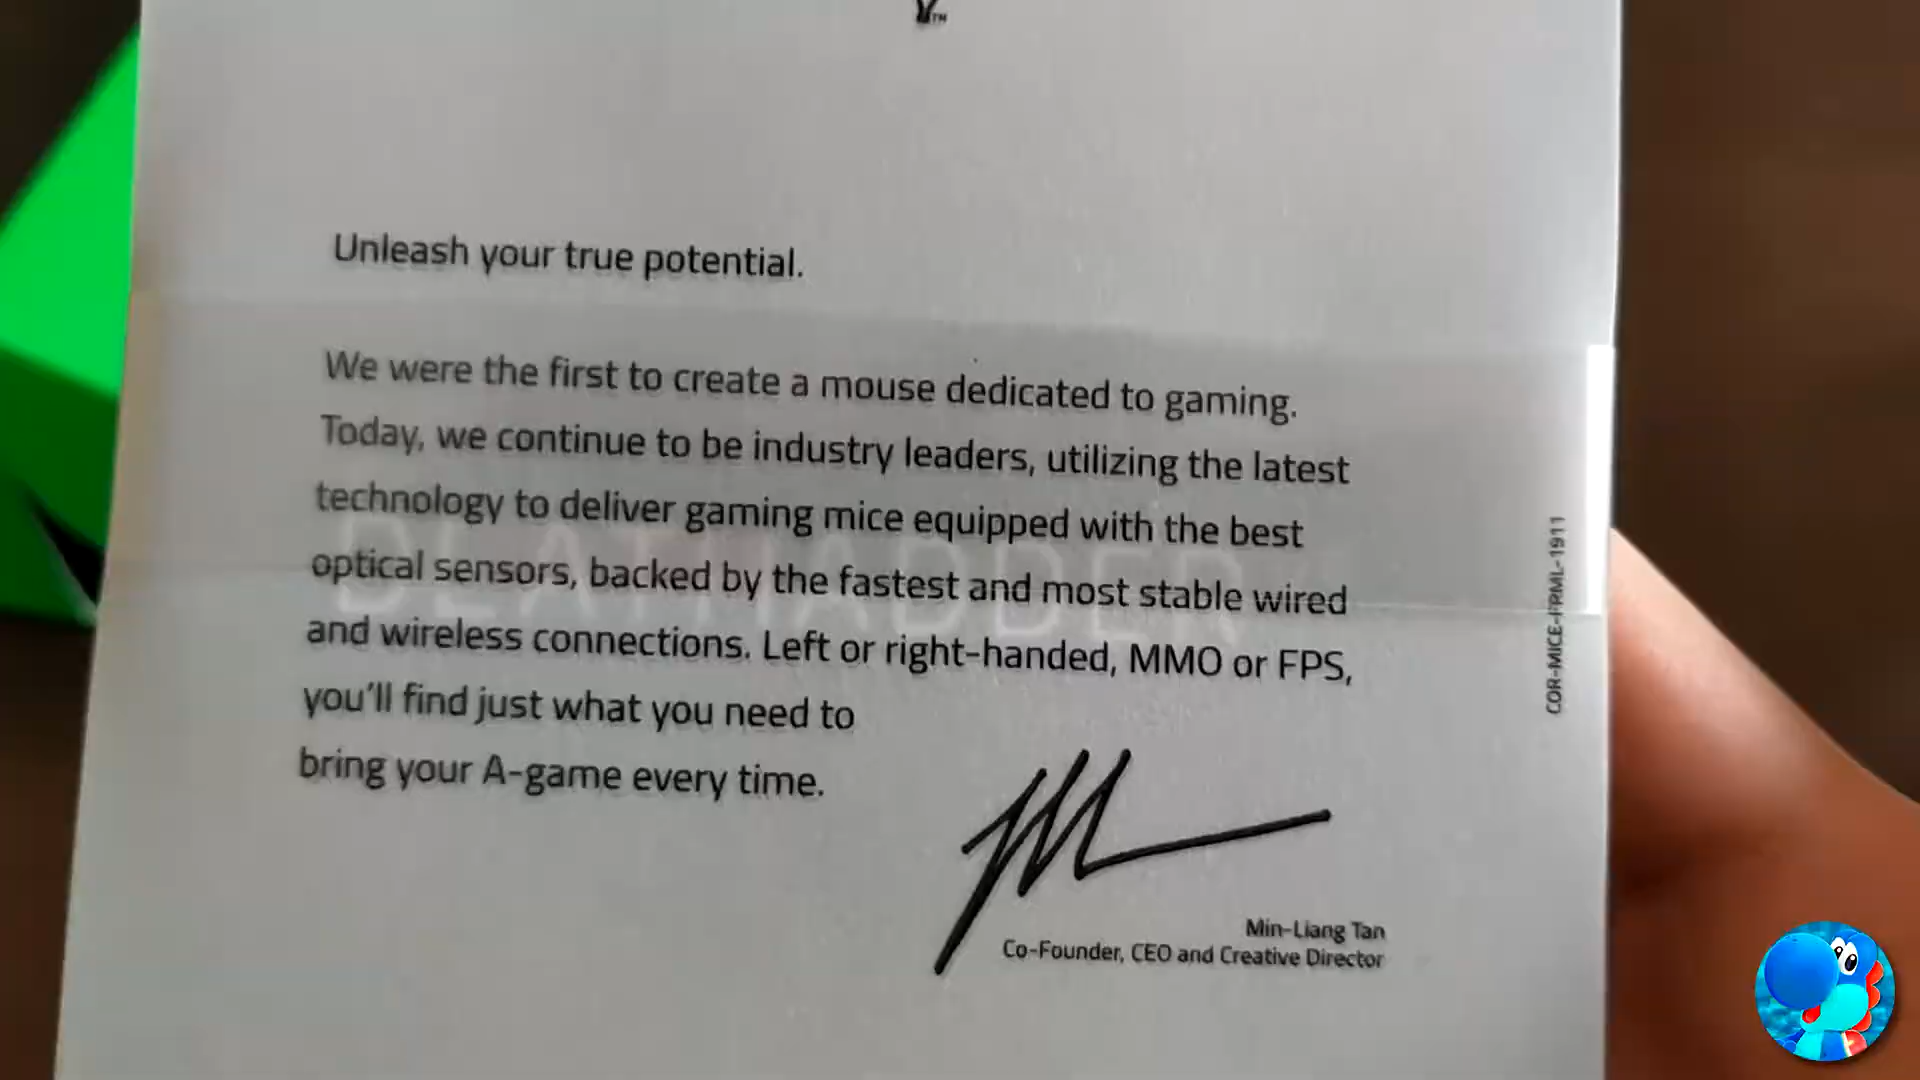 TM
Unleash your true potential.
We were the first to create a mouse dedicated to gaming.
Today, we continue to be industry leaders, utilizing the latest
technology to deliver gaming mice equipped with the best
optical sensors, backed by the fastest and most stable wired
and wireless connections. Left or right-handed, MMO or FPS,
you'll find just what you need to
bring your A-game every time.
Min-Liang Tan
Co-Founder, CEO and Creative Director
COR-MICE-FRML-1911
DEATHADDER